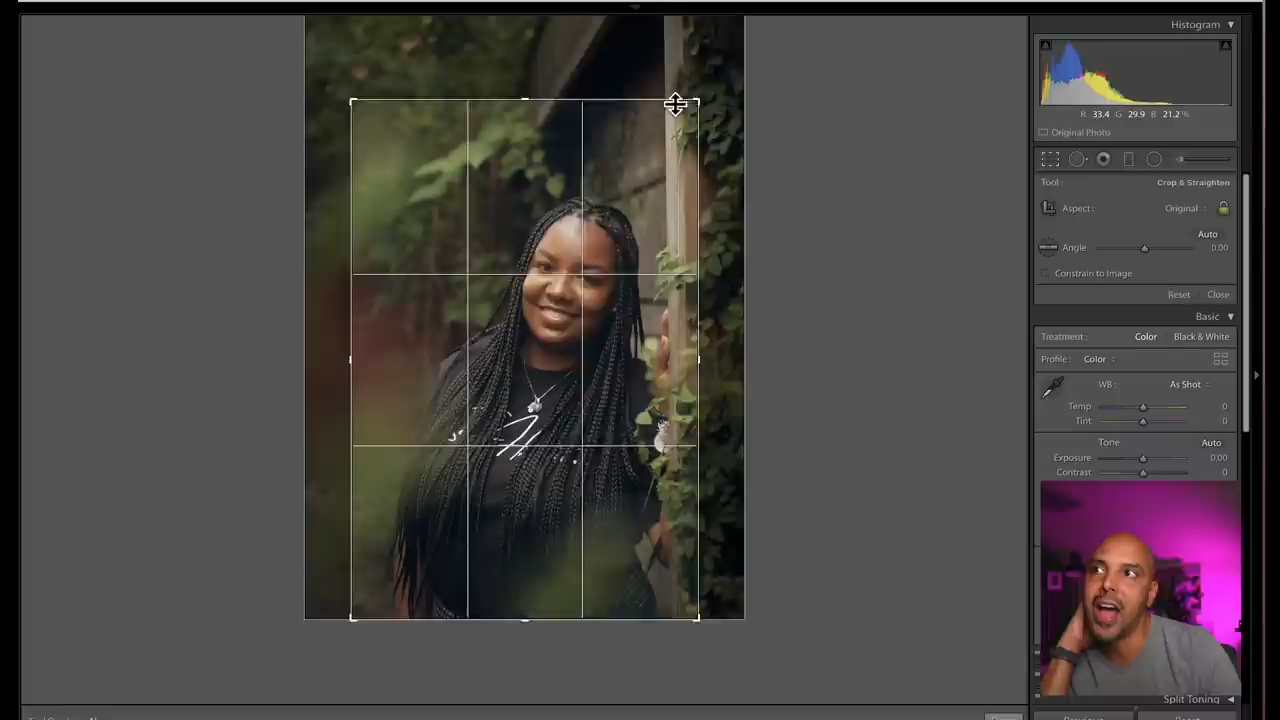 Histogram
R 33.4 G 29.9 B 21.2 %
Original Photo
Tool : Crop & Straighten
Aspect : Original
Auto
Angle 0.00
Constrain to Image
Reset Close
Basic
Treatment : Color Black & White
Profile : Color
WB : As Shot
Temp 0
Tint 0
Tone Auto
Exposure 0.00
Contrast 0
Split Toning